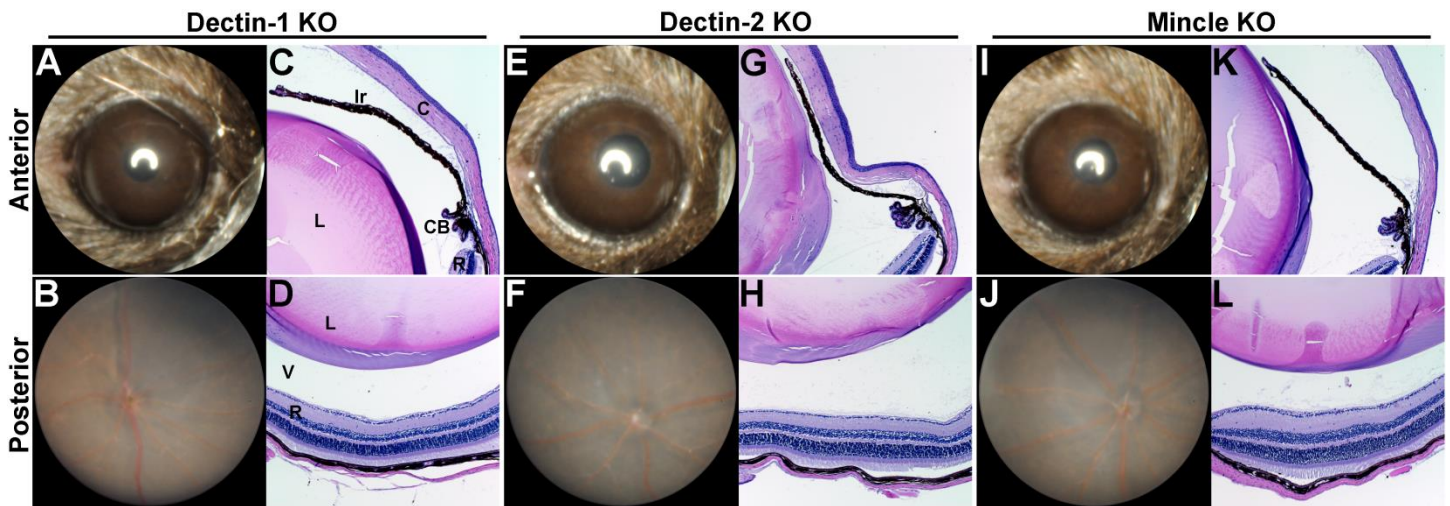 Dectin-1 KO Dectin-2 KO Mincle KO
Anterior
A C E G I K
Ir C
L CB R
Posterior
B D F H J L
L
V
R